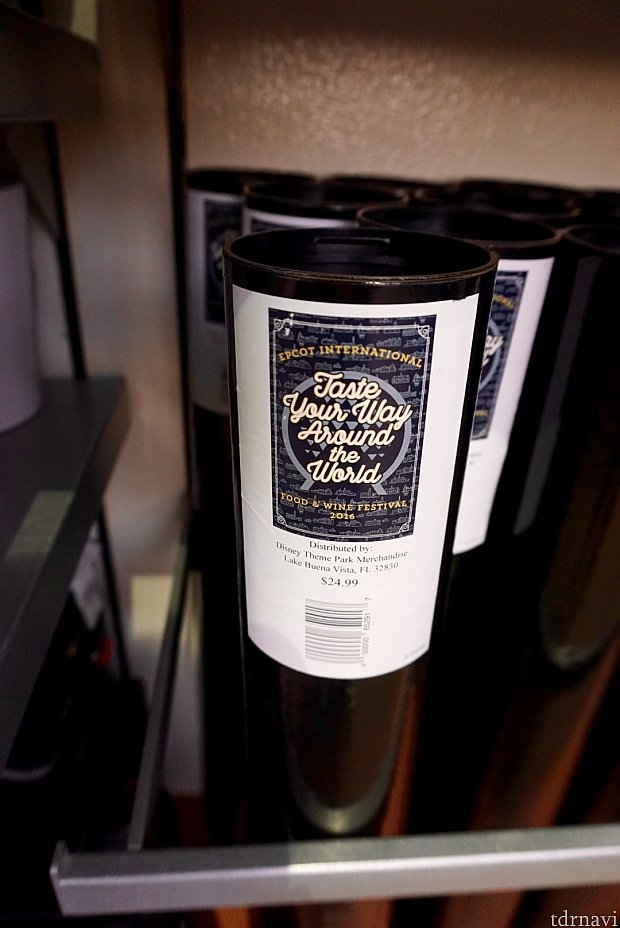 EPCOT INTERNATIONAL
Taste
Your Way
Around
the
World
FOOD & WINE FESTIVAL
2016
Distributed by:
Disney Theme Park Merchandise
Lake Buena Vista, FL 32830
$24.99
tdrnavi